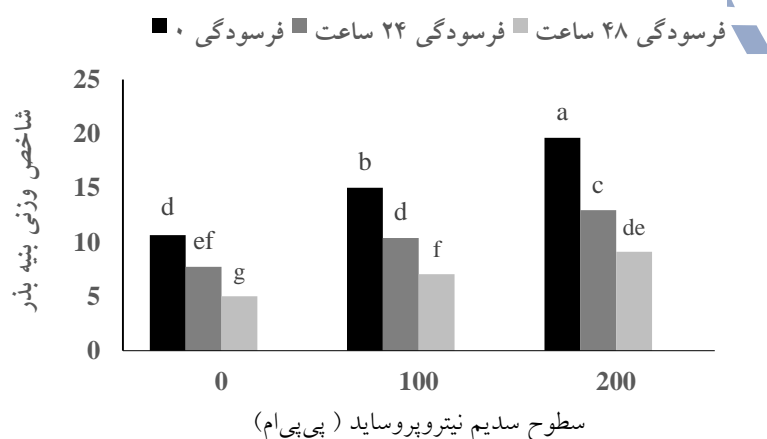 فرسودگی ۰ فرسودگی ۲۴ ساعت فرسودگی ۴۸ ساعت
شاخص وزنی بنیه بذر
25
20
15
10
5
0
d ef g
b d f
a c de
0 100 200
سطوح سدیم نیتروپروساید ( پی‌پی‌ام)